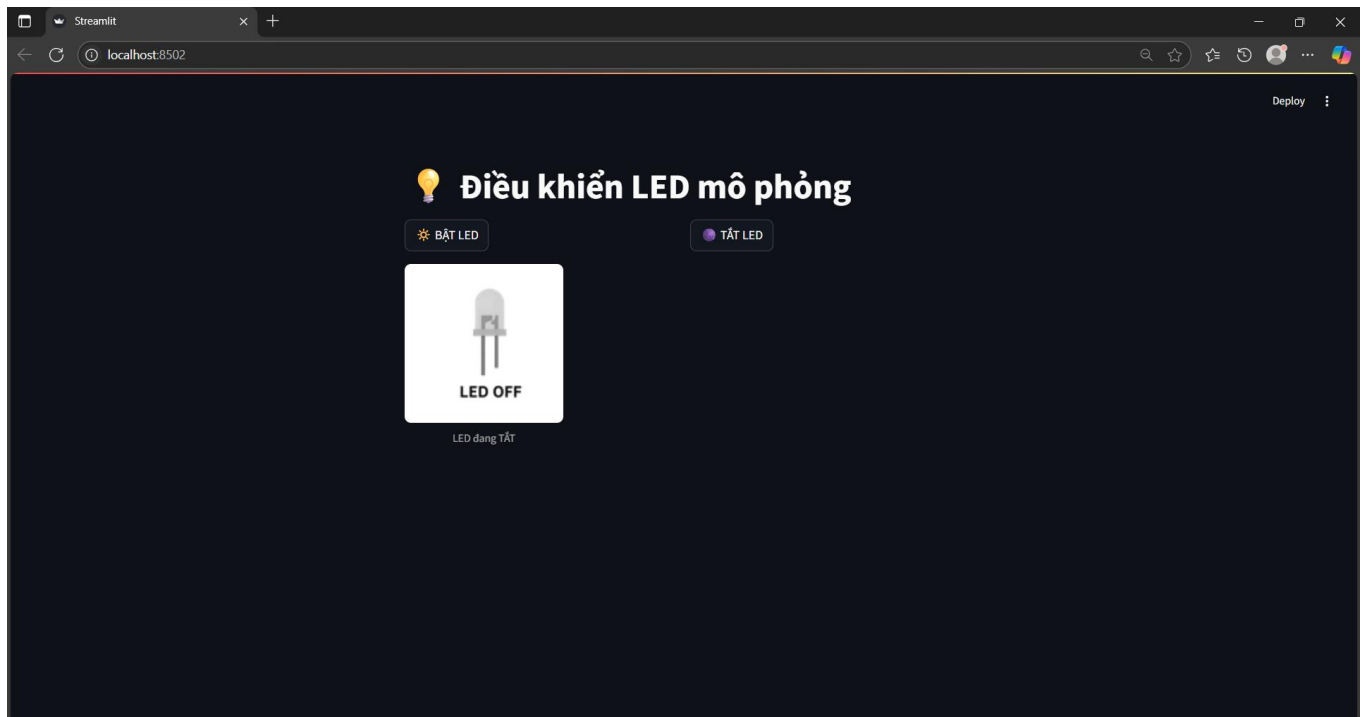 Streamlit
localhost:8502
Deploy
Điều khiển LED mô phỏng
BẬT LED
TẮT LED
LED OFF
LED đang TẮT